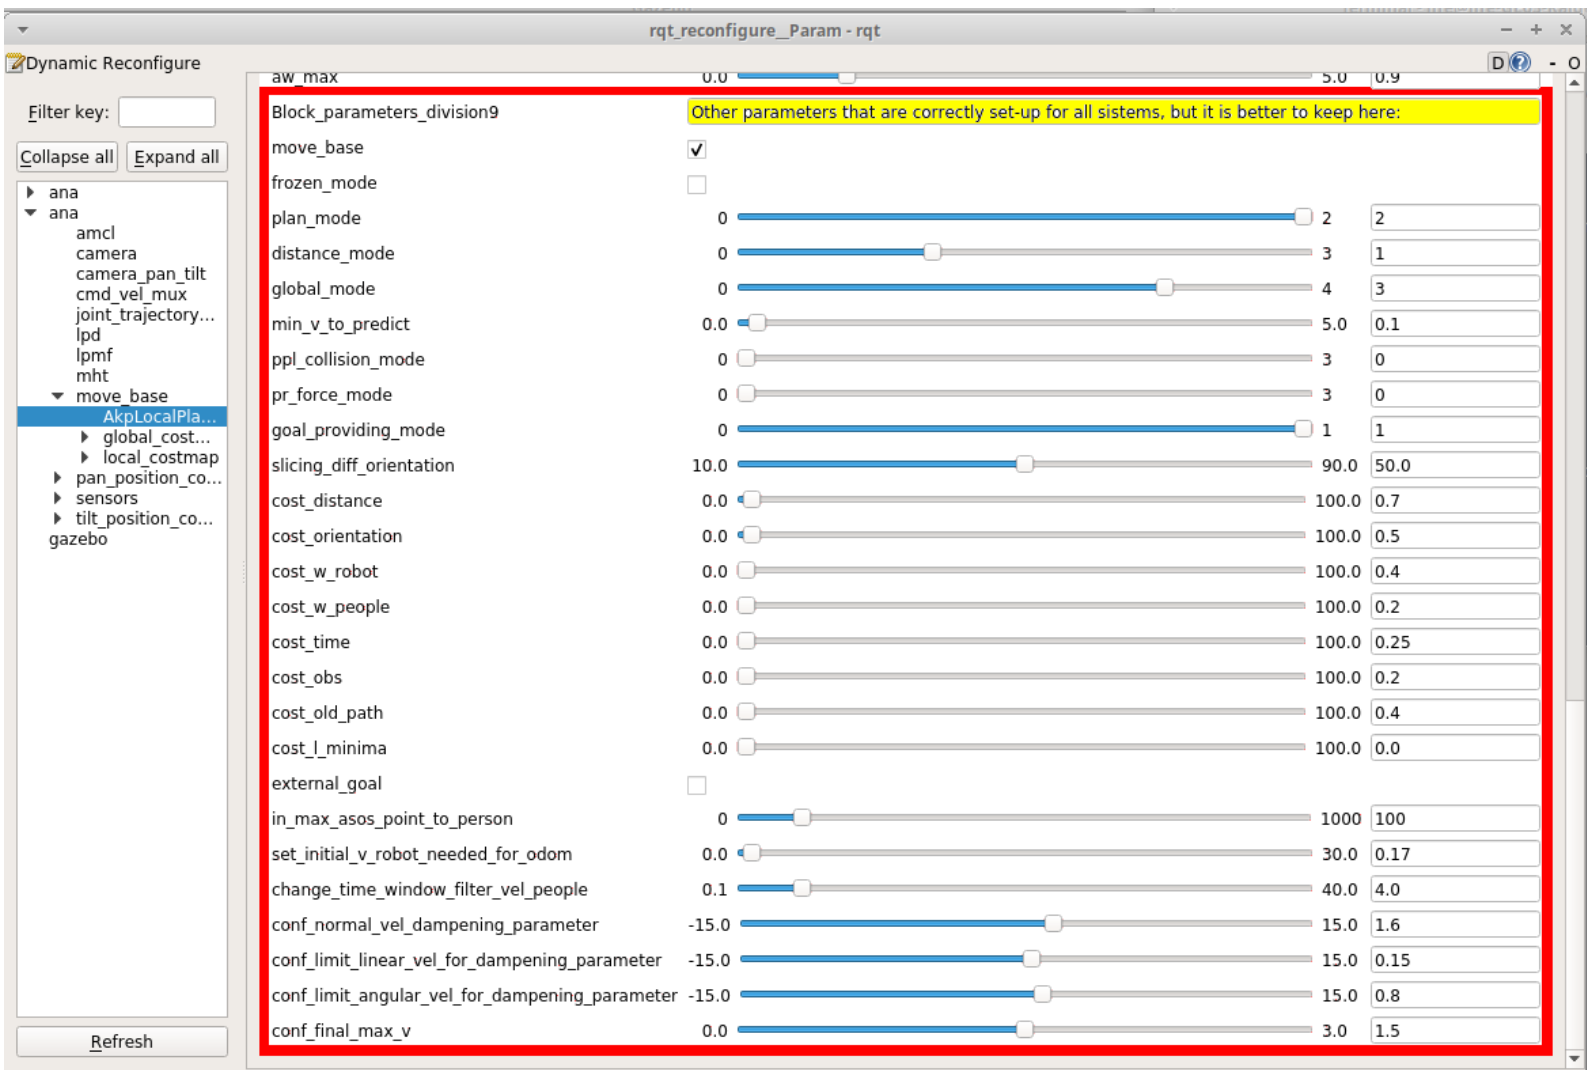 rqt_reconfigure__Param - rqt
Dynamic Reconfigure
D
- O
Filter key:
Collapse all Expand all
ana
ana
amcl
camera
camera_pan_tilt
cmd_vel_mux
joint_trajectory...
lpd
lpmf
mht
move_base
AkpLocalPla...
global_cost...
local_costmap
pan_position_co...
sensors
tilt_position_co...
gazebo
Refresh
aw_max 0.0 5.0 0.9
Block_parameters_division9 Other parameters that are correctly set-up for all sistems, but it is better to keep here:
move_base
frozen_mode
plan_mode 0 2 2
distance_mode 0 3 1
global_mode 0 4 3
min_v_to_predict 0.0 5.0 0.1
ppl_collision_mode 0 3 0
pr_force_mode 0 3 0
goal_providing_mode 0 1 1
slicing_diff_orientation 10.0 90.0 50.0
cost_distance 0.0 100.0 0.7
cost_orientation 0.0 100.0 0.5
cost_w_robot 0.0 100.0 0.4
cost_w_people 0.0 100.0 0.2
cost_time 0.0 100.0 0.25
cost_obs 0.0 100.0 0.2
cost_old_path 0.0 100.0 0.4
cost_l_minima 0.0 100.0 0.0
external_goal
in_max_asos_point_to_person 0 1000 100
set_initial_v_robot_needed_for_odom 0.0 30.0 0.17
change_time_window_filter_vel_people 0.1 40.0 4.0
conf_normal_vel_dampening_parameter -15.0 15.0 1.6
conf_limit_linear_vel_for_dampening_parameter -15.0 15.0 0.15
conf_limit_angular_vel_for_dampening_parameter -15.0 15.0 0.8
conf_final_max_v 0.0 3.0 1.5